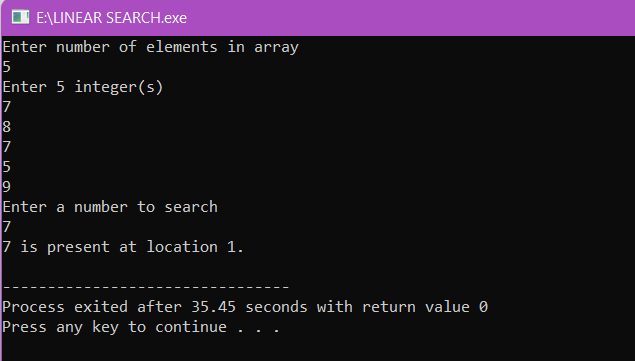 E:\LINEAR SEARCH.exe
Enter number of elements in array
5
Enter 5 integer(s)
7
8
7
5
9
Enter a number to search
7
7 is present at location 1.
--------------------------------
Process exited after 35.45 seconds with return value 0
Press any key to continue . . .